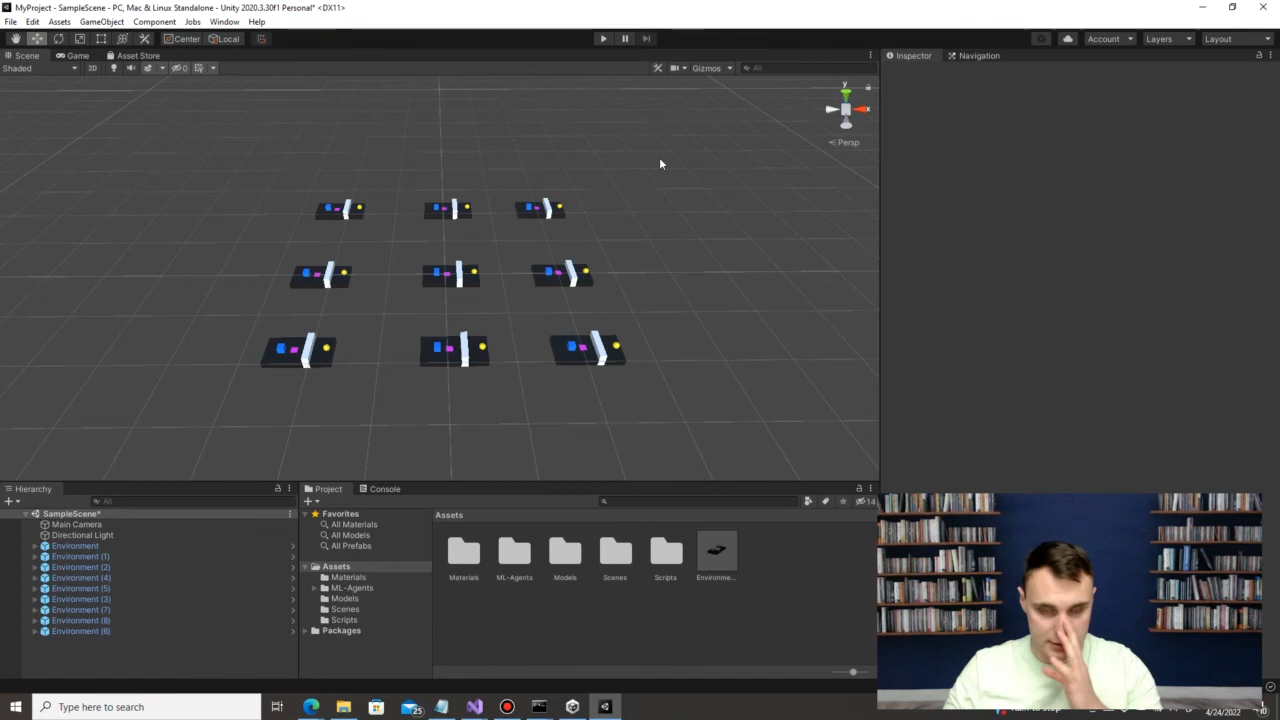 MyProject - SampleScene - PC, Mac & Linux Standalone - Unity 2020.3.30f1 Personal* <DX11>
File Edit Assets GameObject Component Jobs Window Help
Center Local Account Layers Layout
Scene Game Asset Store Inspector Navigation
Shaded 2D 0 Gizmos All
y
x
Persp
Hierarchy Project Console
All 14
SampleScene* Favorites Assets
Main Camera All Materials
Directional Light All Models
Environment All Prefabs
Environment (1)
Environment (2) Assets
Environment (4) Materials Materials ML-Agents Models Scenes Scripts Environme...
Environment (5) ML-Agents
Environment (3) Models
Environment (7) Scenes
Environment (8) Scripts
Environment (6) Packages
Type here to search 25
4/24/2022